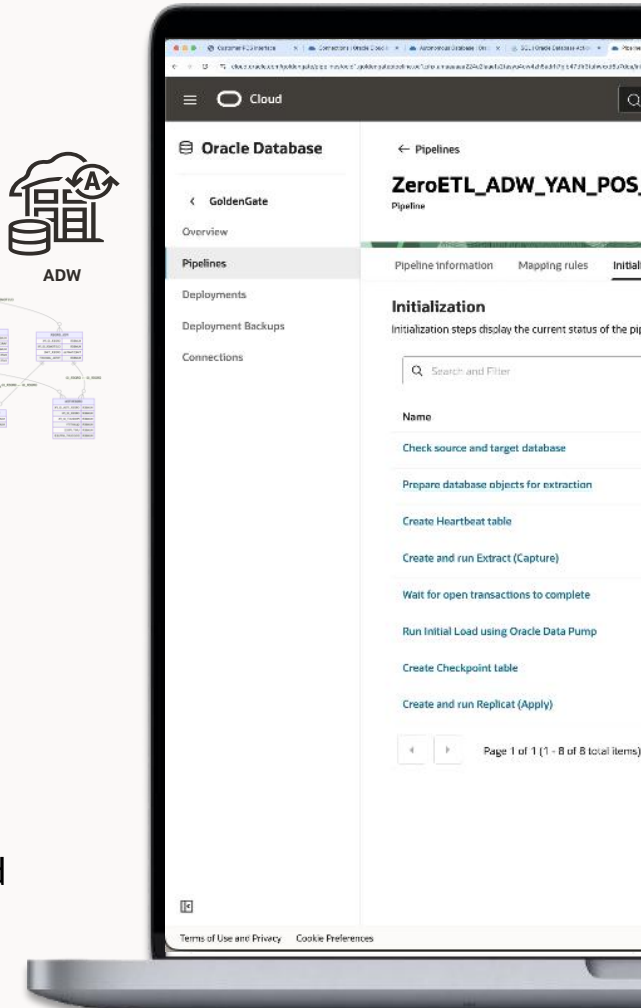 Cloud
Oracle Database
GoldenGate
Overview
Pipelines
Deployments
Deployment Backups
Connections
Terms of Use and Privacy Cookie Preferences
← Pipelines
ZeroETL_ADW_YAN_POS_
Pipeline
Pipeline information Mapping rules Initiali
Initialization
Initialization steps display the current status of the pip
Search and Filter
Name
Check source and target database
Prepare database objects for extraction
Create Heartbeat table
Create and run Extract (Capture)
Wait for open transactions to complete
Run Initial Load using Oracle Data Pump
Create Checkpoint table
Create and run Replicat (Apply)
Page 1 of 1 (1 - 8 of 8 total items)
A
ADW
d